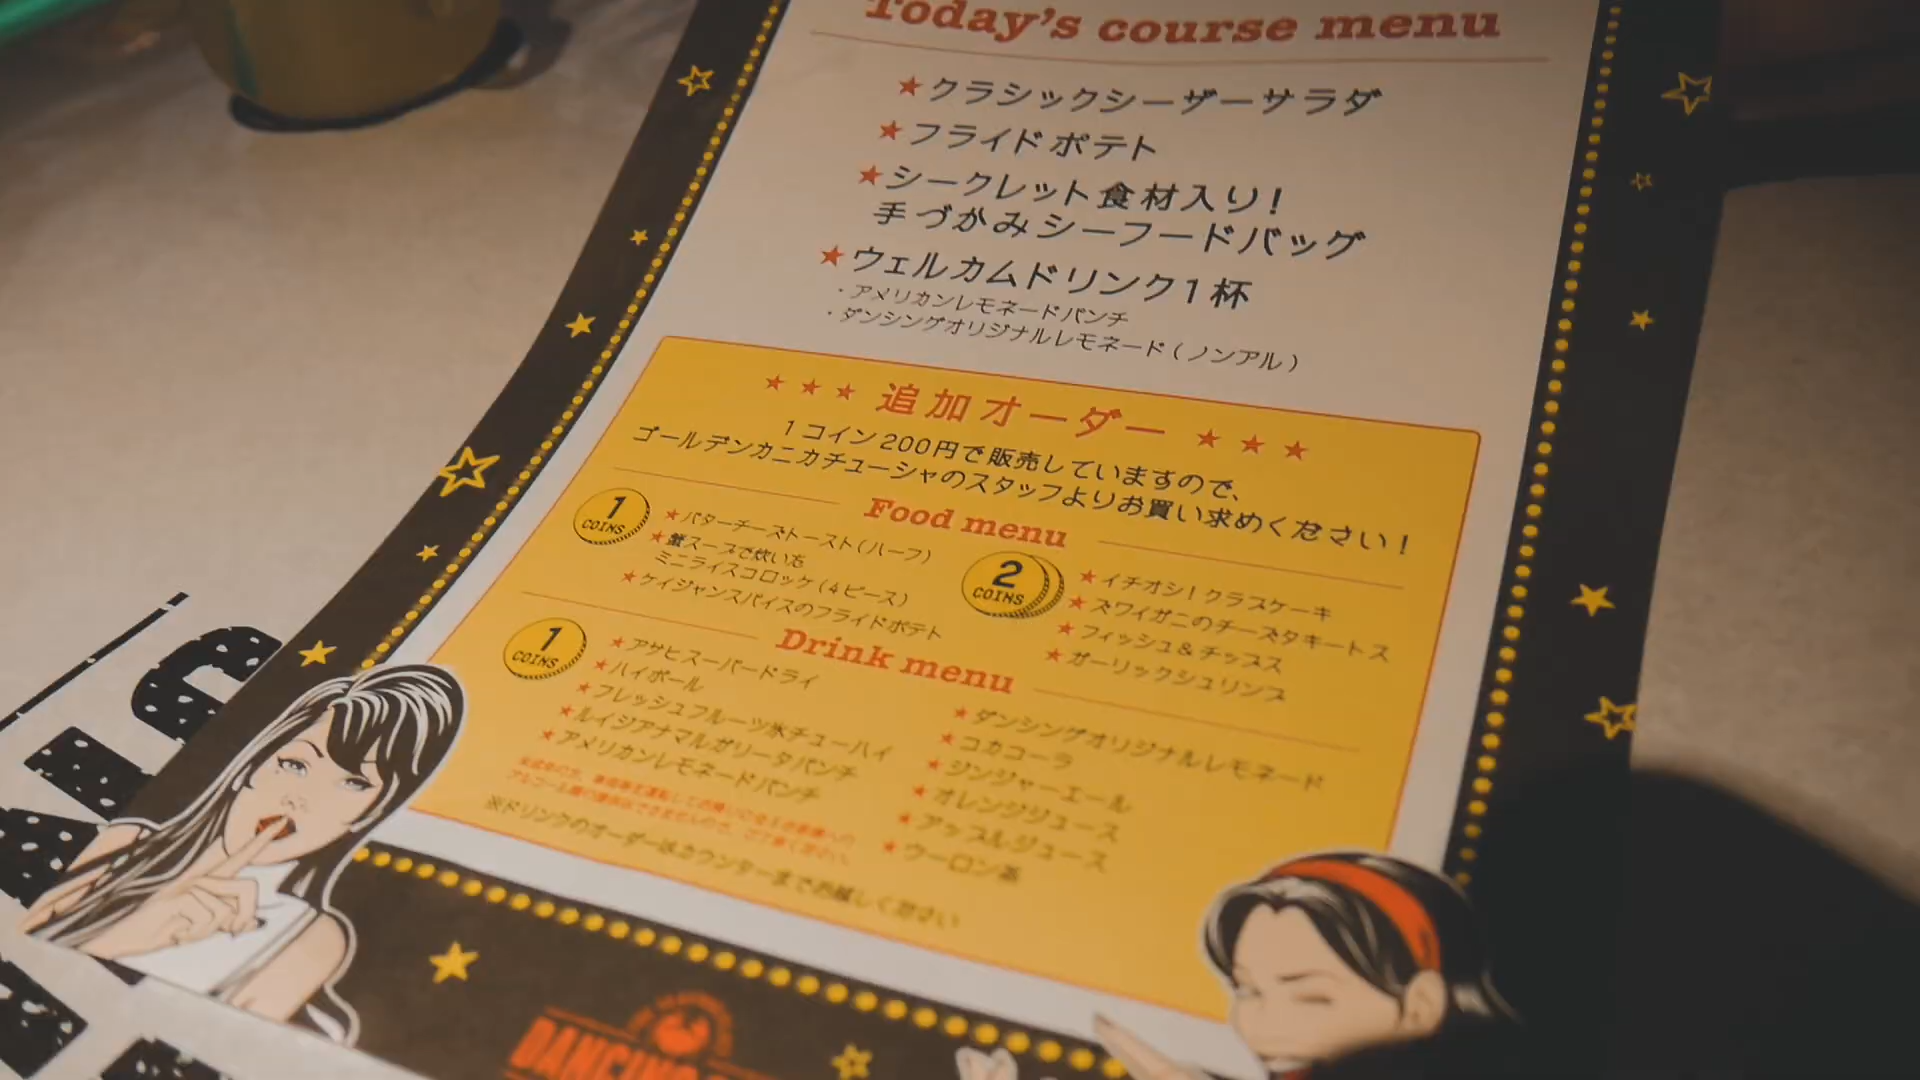 Today's course menu
★クラシックシーザーサラダ
★フライドポテト
★シークレット食材入り!
手づかみシーフードバッグ
★ウェルカムドリンク1杯
・アメリカンレモネードパンチ
・ダンシングオリジナルレモネード(ノンアル)
★★★追加オーダー★★★
1コイン200円で販売していますので、
ゴールデンカニカチューシャのスタッフよりお買い求めください!
Food menu
1 COINS
★バターチーストースト(ハーフ)
★蟹スープで炊いた
ミニライスコロッケ(4ピース)
★ケイジャンスパイスのフライドポテト
2 COINS
★イチオシ!クラブケーキ
★ズワイガニのチーズタキートス
★フィッシュ&チップス
★ガーリックシュリンプ
Drink menu
1 COINS
★アサヒスーパードライ
★ハイボール
★フレッシュフルーツ氷チューハイ
★ルイジアナマルガリータパンチ
★アメリカンレモネードパンチ
★ダンシングオリジナルレモネード
★コカコーラ
★ジンジャーエール
★オレンジジュース
★アップルジュース
★ウーロン茶
※ドリンクのオーダーはカウンターまでお越しください
DANCING